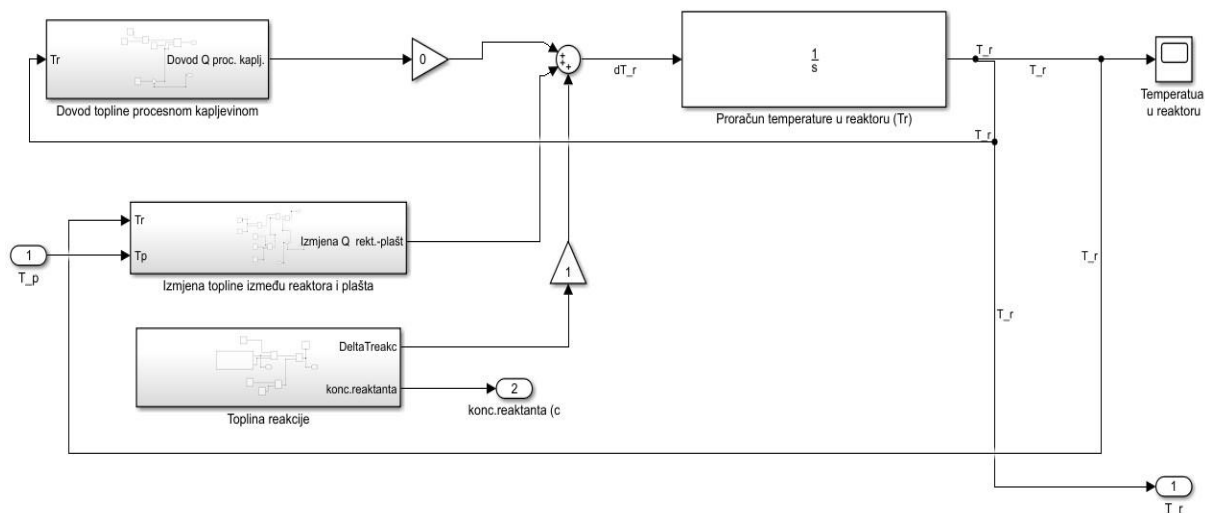 Tr
Dovod Q proc. kaplj.
Dovod topline procesnom kapljevinom
0
+
+
+
dT_r
1
s
Proračun temperature u reaktoru (Tr)
T_r
T_r
Temperatua
u reaktoru
T_r
Tr
Tp
Izmjena Q rekt.-plašt
Izmjena topline između reaktora i plašta
1
T_p
1
T_r
T_r
DeltaTreakc
konc.reaktanta
Toplina reakcije
2
konc.reaktanta (c
1
T_r